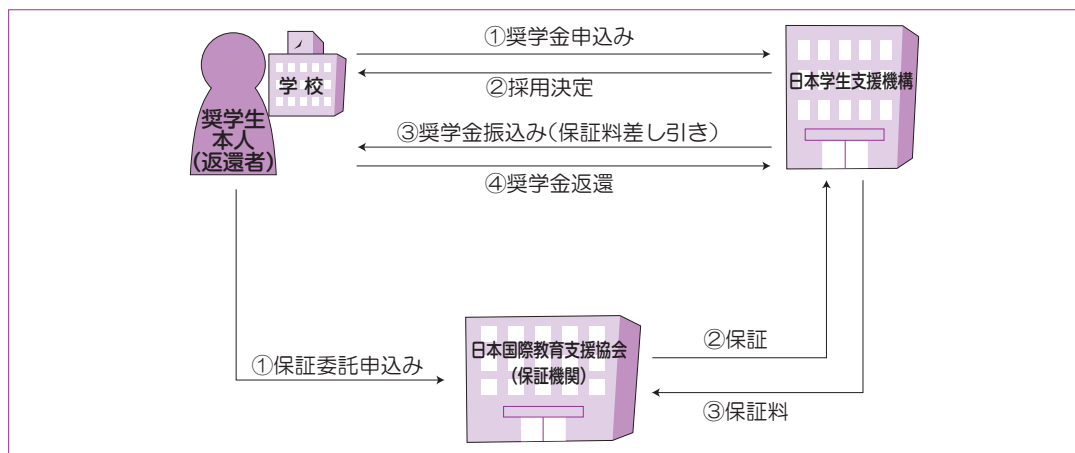 ①奨学金申込み
学校
②採用決定
日本学生支援機構
奨学生
本人
(返還者)
③奨学金振込み(保証料差し引き)
④奨学金返還
日本国際教育支援協会
(保証機関)
②保証
①保証委託申込み
③保証料